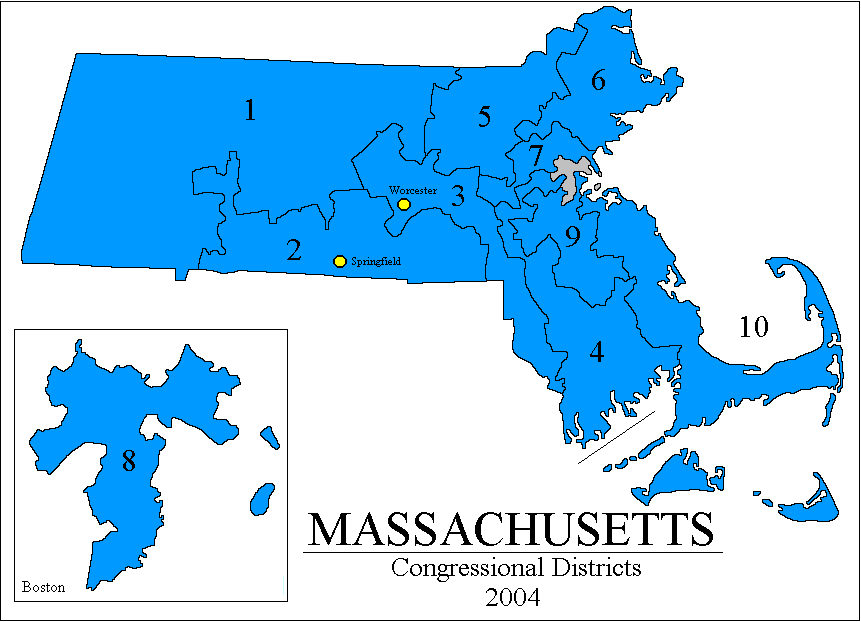 1
5
6
7
Worcester
3
2
Springfield
9
10
4
8
Boston
MASSACHUSETTS
Congressional Districts
2004